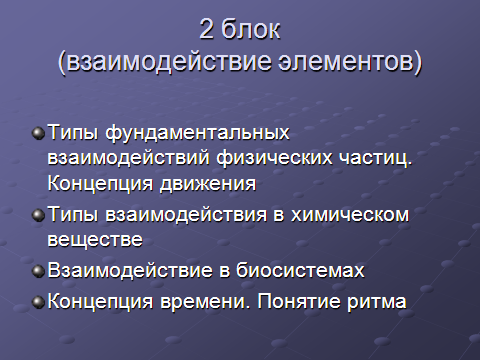 2 блок
(взаимодействие элементов)
Типы фундаментальных
взаимодействий физических частиц.
Концепция движения
Типы взаимодействия в химическом
веществе
Взаимодействие в биосистемах
Концепция времени. Понятие ритма